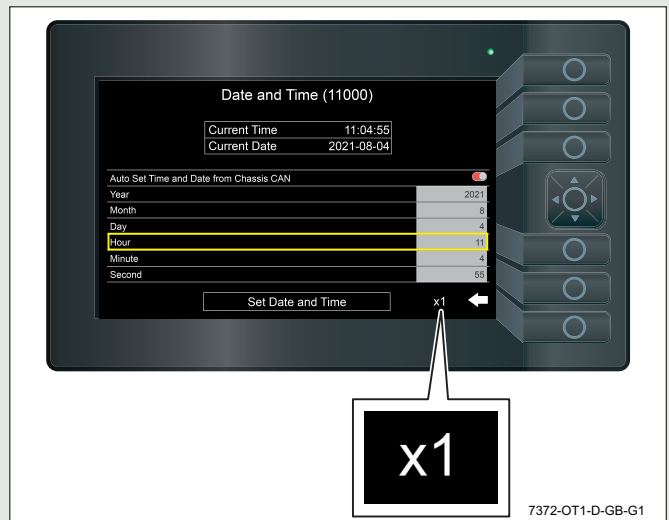 Date and Time (11000)
Current Time 11:04:55
Current Date 2021-08-04
Auto Set Time and Date from Chassis CAN
Year 2021
Month 8
Day 4
Hour 11
Minute 4
Second 55
Set Date and Time x1
x1
7372-OT1-D-GB-G1